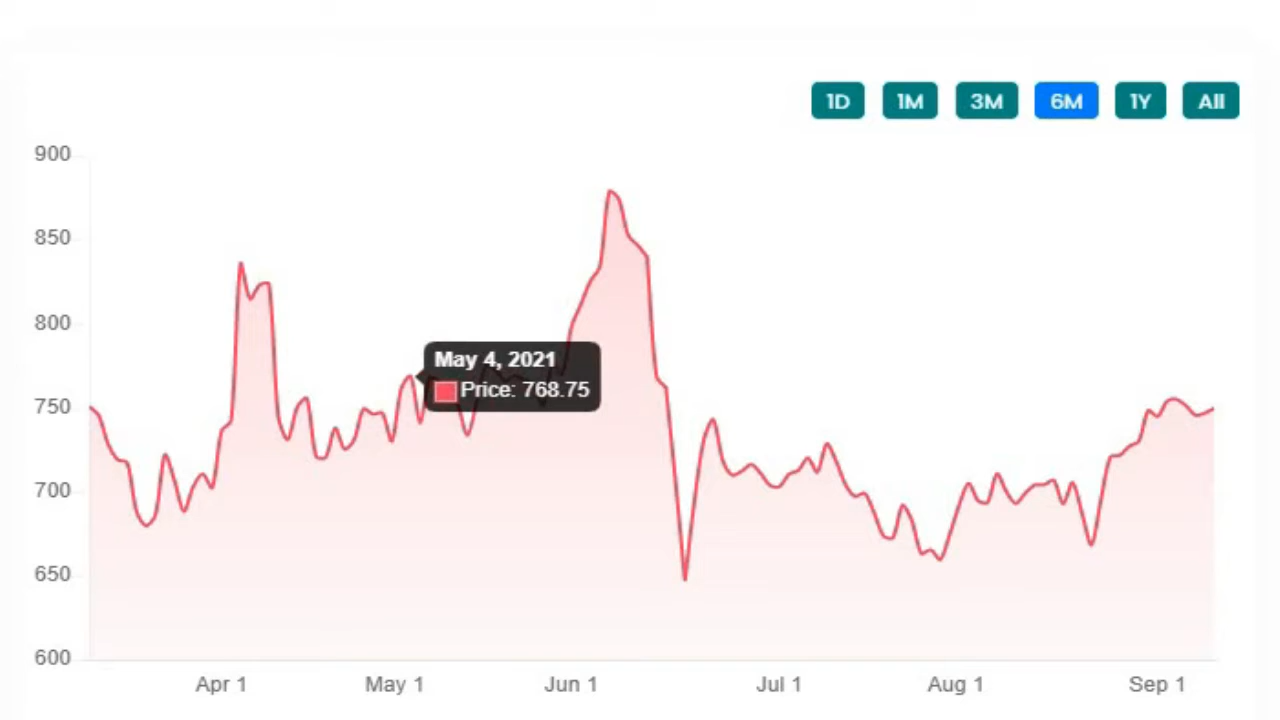 1D 1M 3M 6M 1Y All
900
850
800
May 4, 2021
Price: 768.75
750
700
650
600
Apr 1 May 1 Jun 1 Jul 1 Aug 1 Sep 1